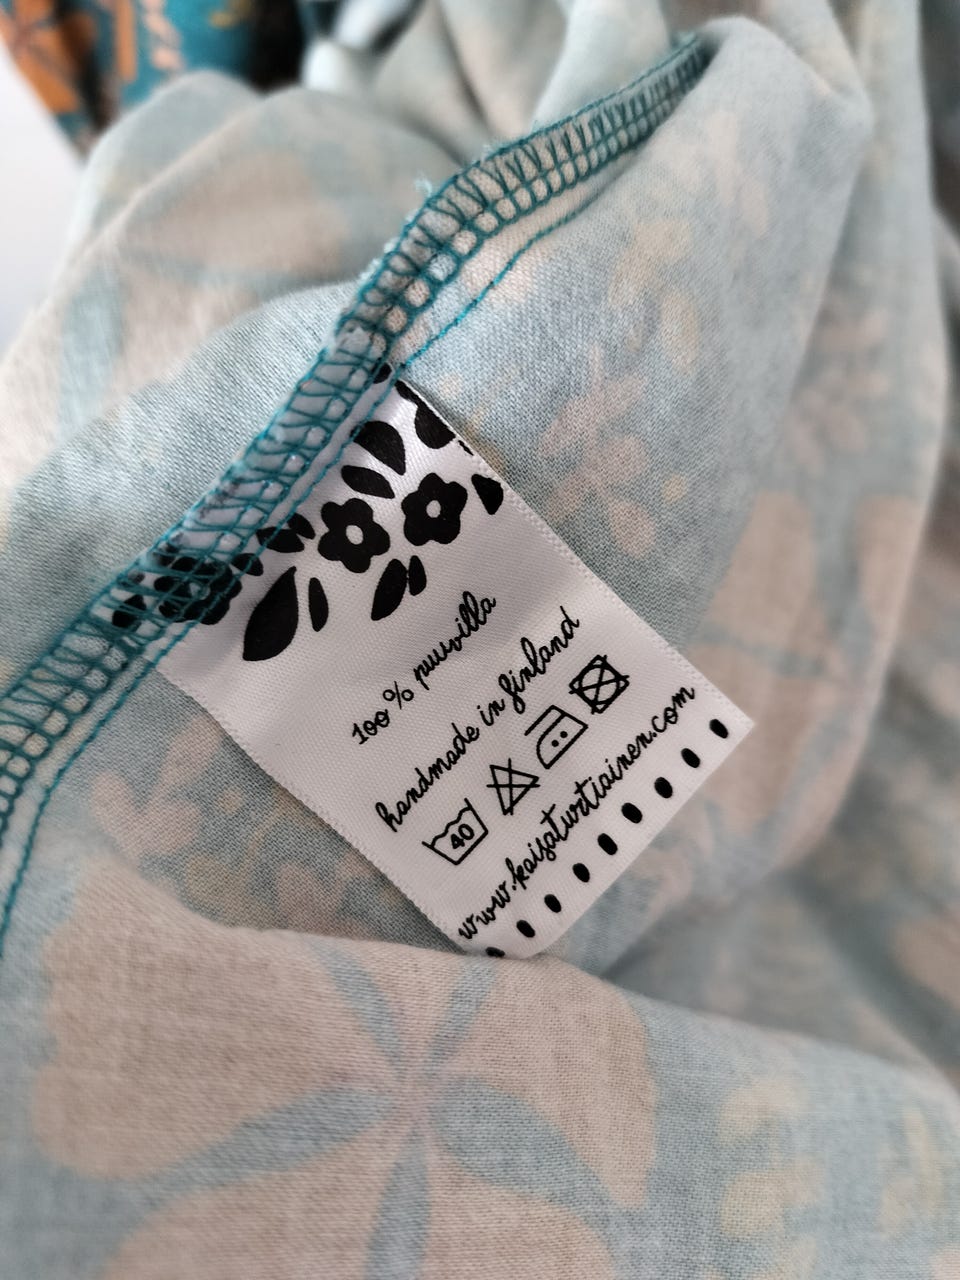 100 % puuvilla
handmade in finland
40
www.kaisaturtiainen.com